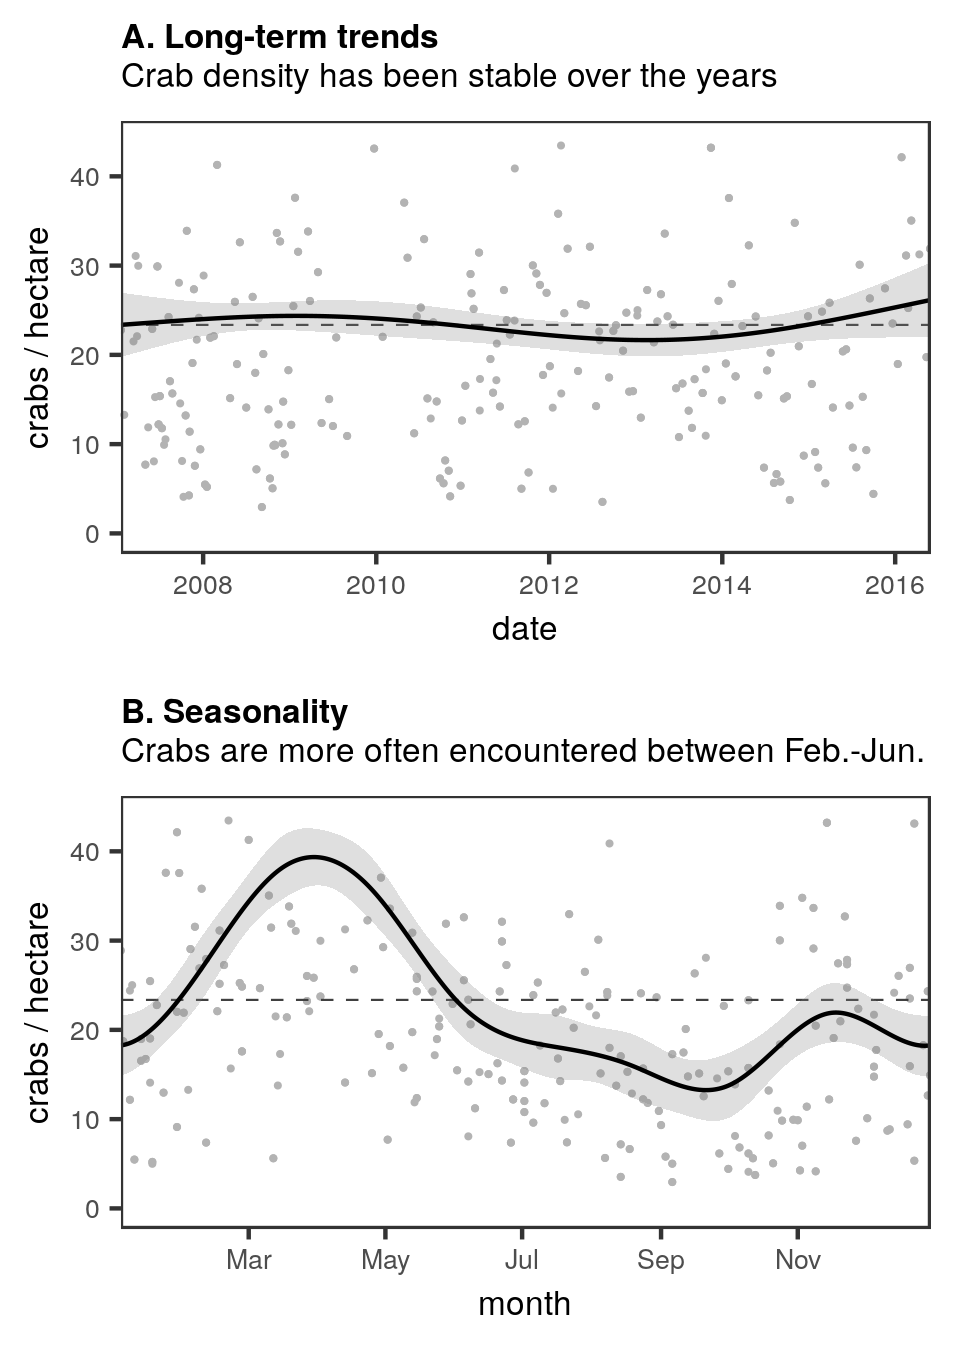 A. Long-term trends
Crab density has been stable over the years
crabs / hectare
40
30
20
10
0
2008 2010 2012 2014 2016
date
B. Seasonality
Crabs are more often encountered between Feb.-Jun.
crabs / hectare
40
30
20
10
0
Mar May Jul Sep Nov
month